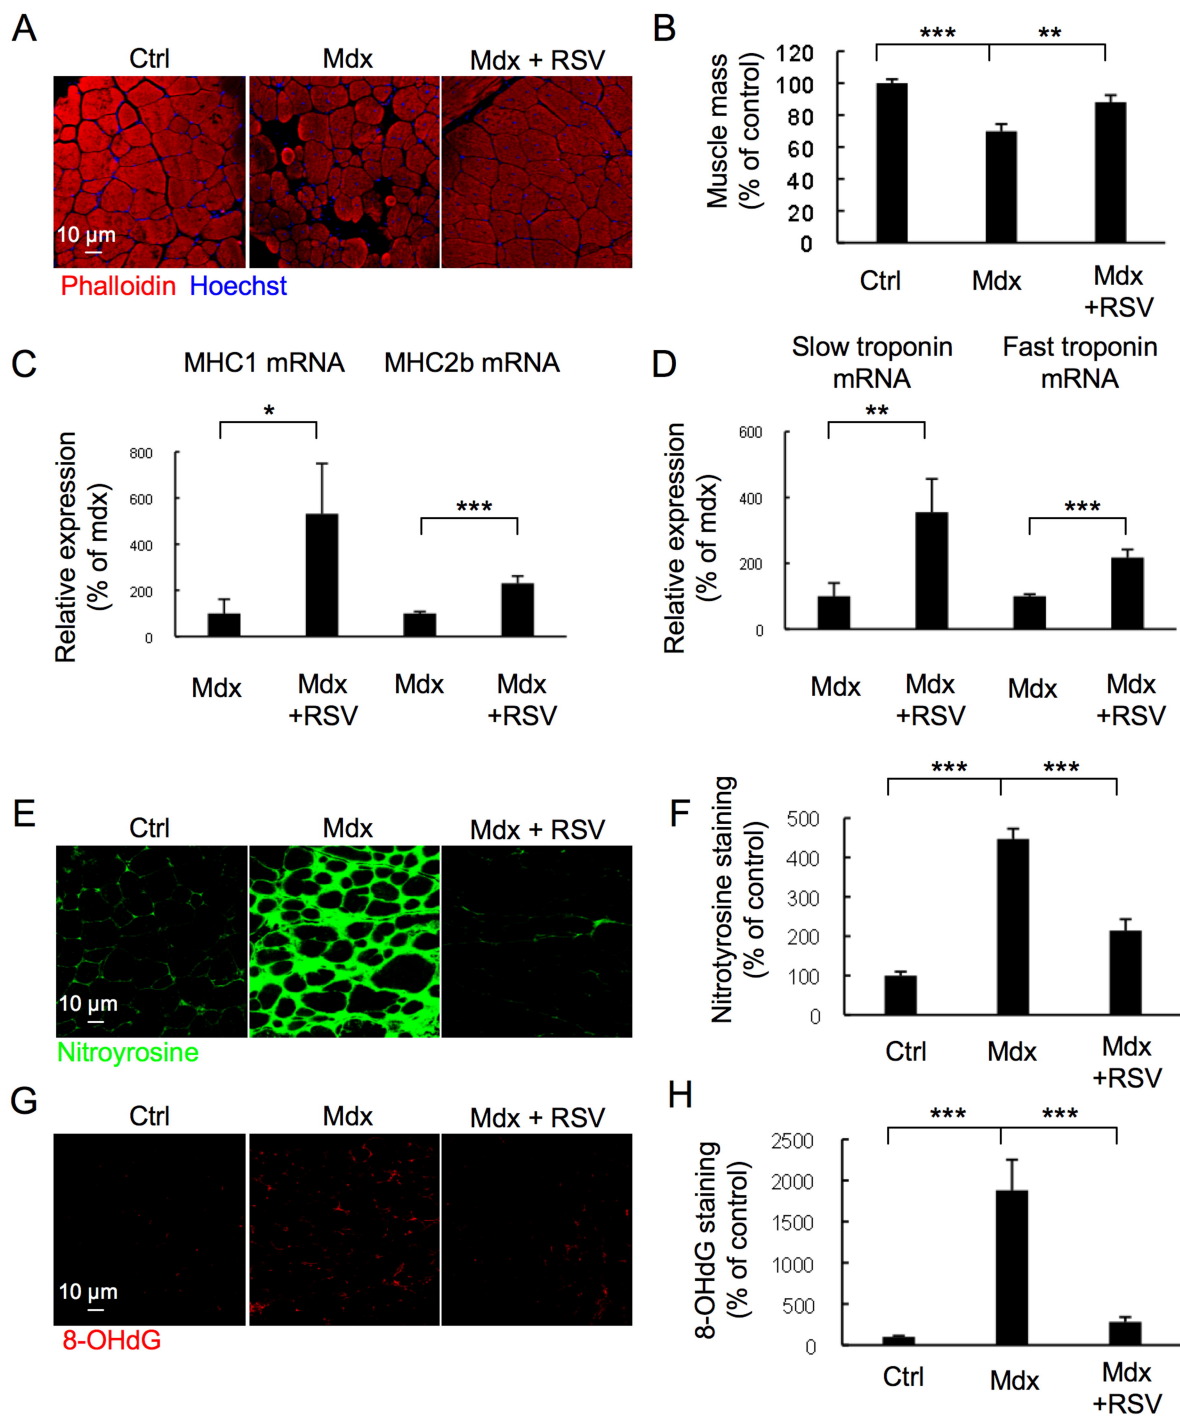 A
Ctrl Mdx Mdx + RSV
10 µm
Phalloidin Hoechst
B
*** **
Muscle mass
(% of control)
120
100
80
60
40
20
0
Ctrl Mdx Mdx
+RSV
C
MHC1 mRNA MHC2b mRNA
* ***
Relative expression
(% of mdx)
800
600
400
200
0
Mdx Mdx
+RSV
Mdx Mdx
+RSV
D
Slow troponin
mRNA
Fast troponin
mRNA
** ***
Relative expression
(% of mdx)
600
400
200
0
Mdx Mdx
+RSV
Mdx Mdx
+RSV
E
Ctrl Mdx Mdx + RSV
10 µm
Nitroyrosine
F
*** ***
Nitrotyrosine staining
(% of control)
500
400
300
200
100
0
Ctrl Mdx Mdx
+RSV
G
Ctrl Mdx Mdx + RSV
10 µm
8-OHdG
H
*** ***
8-OHdG staining
(% of control)
2500
2000
1500
1000
500
0
Ctrl Mdx Mdx
+RSV